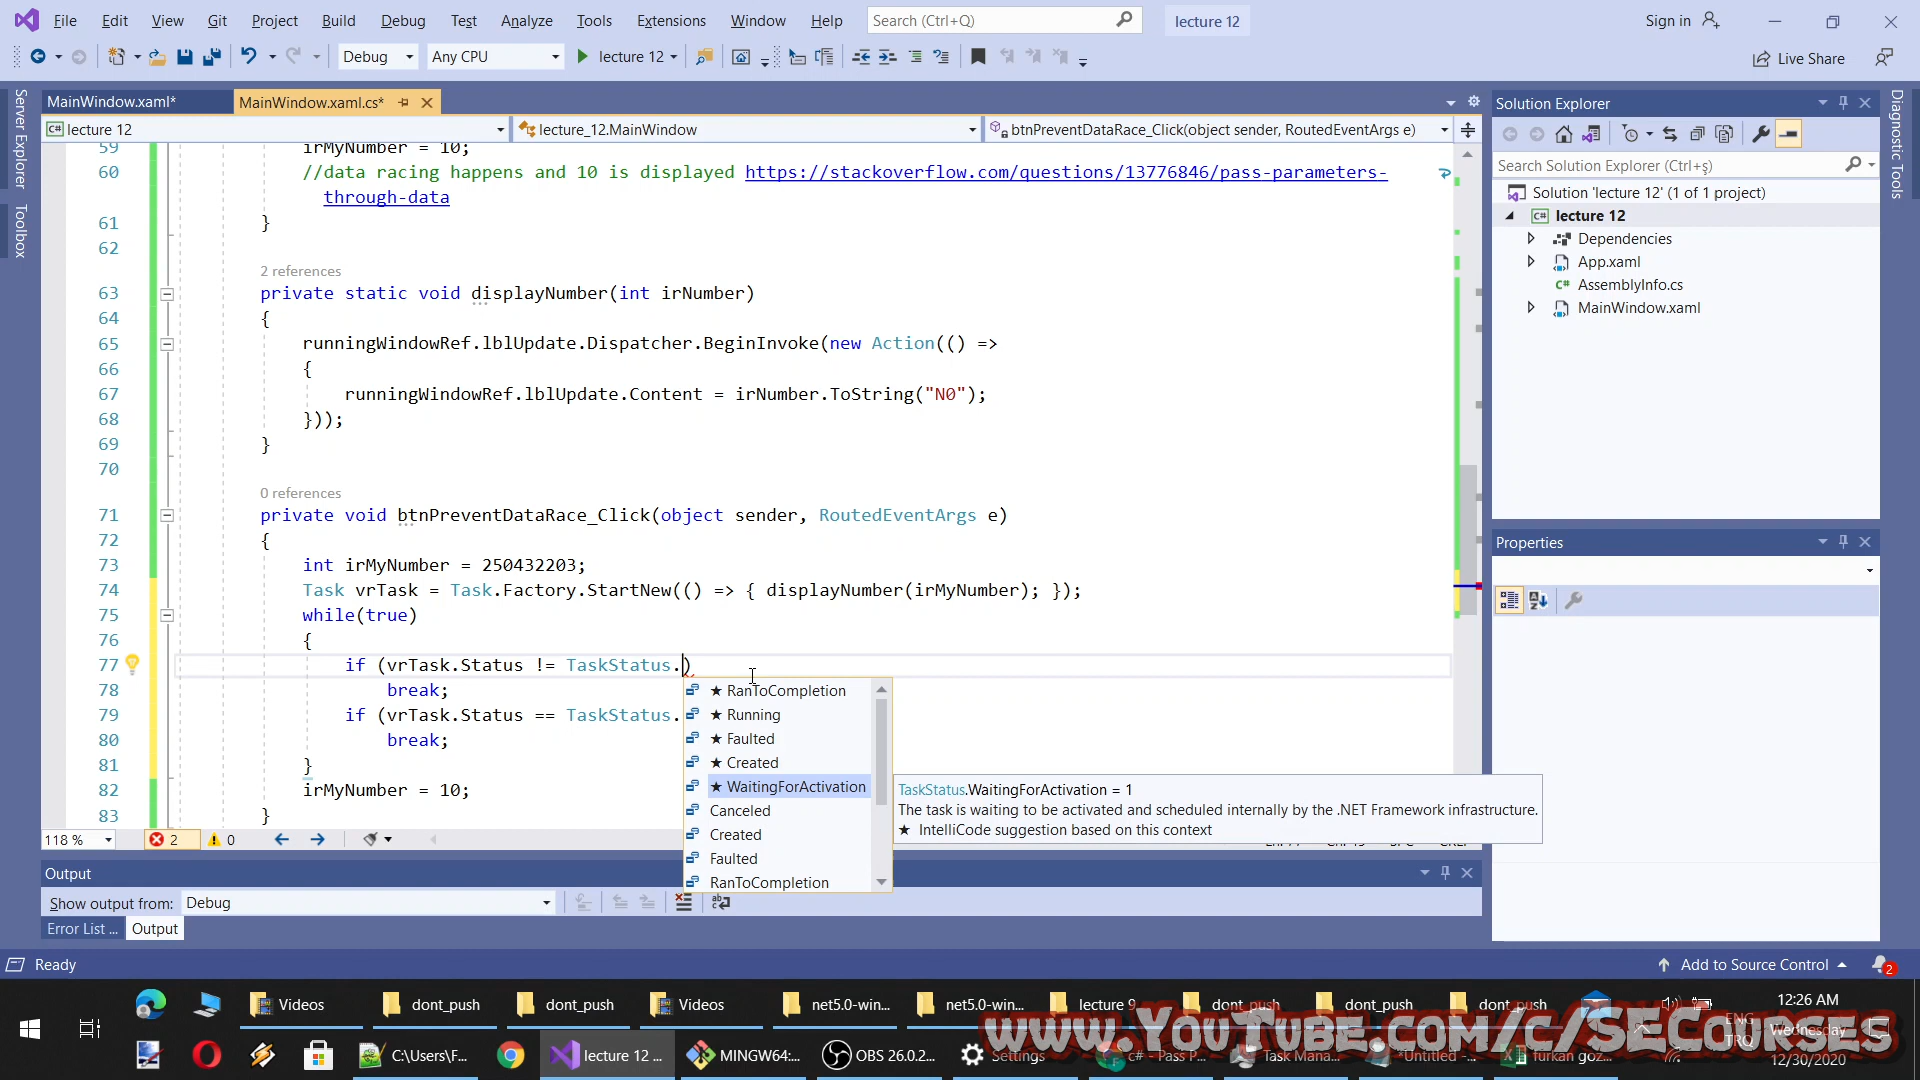 File Edit View Git Project Build Debug Test Analyze Tools Extensions Window Help Search (Ctrl+Q) lecture 12 Sign in
Debug Any CPU lecture 12 Live Share
MainWindow.xaml* MainWindow.xaml.cs*
lecture 12 lecture_12.MainWindow btnPreventDataRace_Click(object sender, RoutedEventArgs e)
Server Explorer
Toolbox
59 irMyNumber = 10;
60 //data racing happens and 10 is displayed https://stackoverflow.com/questions/13776846/pass-parameters-
through-data
61 }
62
2 references
63 private static void displayNumber(int irNumber)
64 {
65 runningWindowRef.lblUpdate.Dispatcher.BeginInvoke(new Action(() =>
66 {
67 runningWindowRef.lblUpdate.Content = irNumber.ToString("N0");
68 }));
69 }
70
0 references
71 private void btnPreventDataRace_Click(object sender, RoutedEventArgs e)
72 {
73 int irMyNumber = 250432203;
74 Task vrTask = Task.Factory.StartNew(() => { displayNumber(irMyNumber); });
75 while(true)
76 {
77 if (vrTask.Status != TaskStatus.)
78 break;
79 if (vrTask.Status == TaskStatus.
80 break;
81 }
82 irMyNumber = 10;
83 }
★ RanToCompletion
★ Running
★ Faulted
★ Created
★ WaitingForActivation
Canceled
Created
Faulted
RanToCompletion
TaskStatus.WaitingForActivation = 1
The task is waiting to be activated and scheduled internally by the .NET Framework infrastructure.
★ IntelliCode suggestion based on this context
118 % 2 0
Output
Show output from: Debug
Error List ... Output
Solution Explorer
Search Solution Explorer (Ctrl+ş)
Solution 'lecture 12' (1 of 1 project)
lecture 12
Dependencies
App.xaml
AssemblyInfo.cs
MainWindow.xaml
Properties
Diagnostic Tools
Ready Add to Source Control 2
Videos dont_push dont_push Videos net5.0-win... net5.0-win... lecture 9 dont_push dont_push dont_push 12:26 AM
ENG Wednesday
TRQ 12/30/2020
C:\Users\F... lecture 12 ... MINGW64:... OBS 26.0.2... Settings c# - Pass P... Task Mana... *Untitled -... furkan goz...
www.YouTube.com/c/SECourses